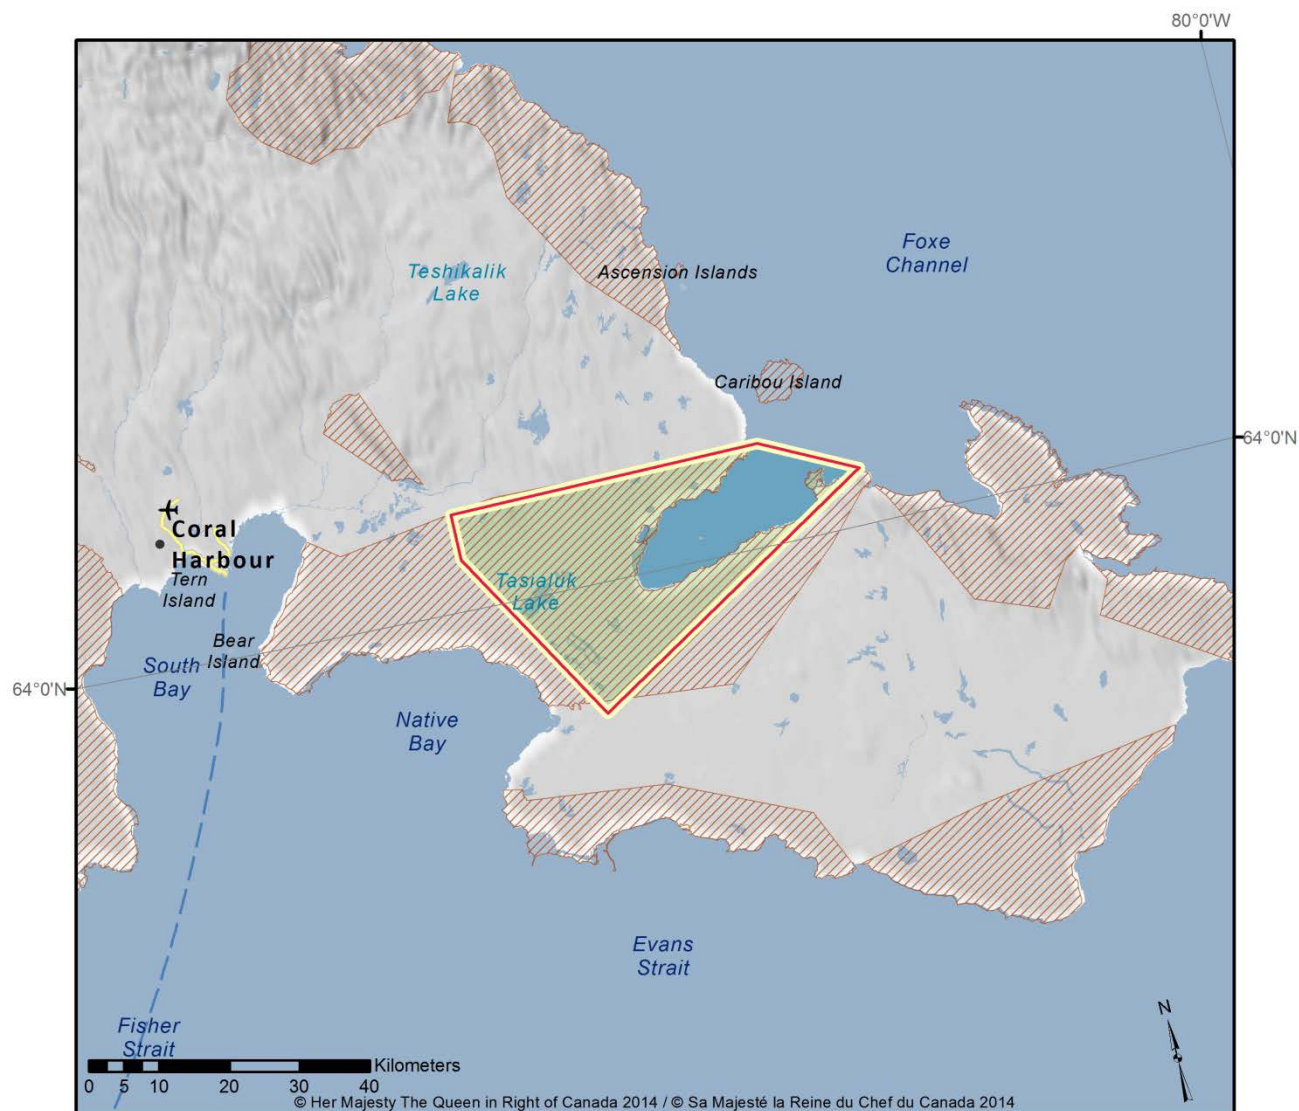 80°0'W
Foxe
Channel
Teshikalik
Lake
Ascension Islands
Caribou Island
64°0'N
Coral
Harbour
Tern
Island
Tasialuk
Lake
Bear
Island
South
Bay
64°0'N
Native
Bay
Evans
Strait
N
Fisher
Strait
Kilometers
0 5 10 20 30 40
© Her Majesty The Queen in Right of Canada 2014 / © Sa Majesté la Reine du Chef du Canada 2014